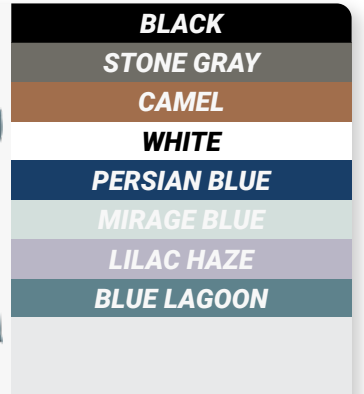 BLACK
STONE GRAY
CAMEL
WHITE
PERSIAN BLUE
MIRAGE BLUE
LILAC HAZE
BLUE LAGOON